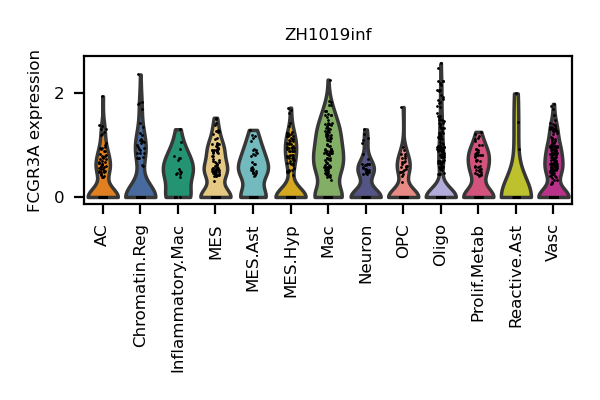 ZH1019inf
FCGR3A expression
2
0
AC
Chromatin.Reg
Inflammatory.Mac
MES
MES.Ast
MES.Hyp
Mac
Neuron
OPC
Oligo
Prolif.Metab
Reactive.Ast
Vasc